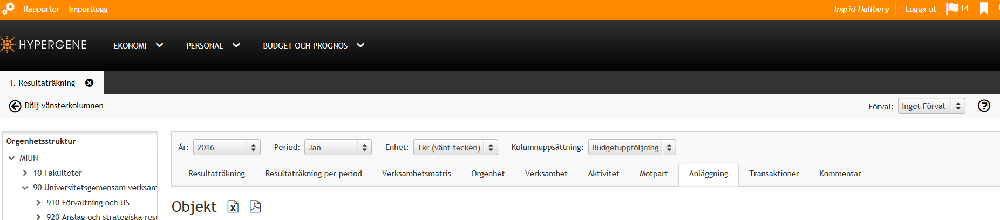 Rapporter Importlogg Ingrid Hallberg Logga ut 14
HYPERGENE EKONOMI PERSONAL BUDGET OCH PROGNOS
1. Resultaträkning
Dölj vänsterkolumnen Förval: Inget Förval
Orgenhetsstruktur
År: 2016 Period: Jan Enhet: Tkr (vänt tecken) Kolumnuppsättning: Budgetuppföljning
MIUN
10 Fakulteter
Resultaträkning Resultaträkning per period Verksamhetsmatris Orgenhet Verksamhet Aktivitet Motpart Anläggning Transaktioner Kommentar
90 Universitetsgemensam verksam
910 Förvaltning och US
Objekt
920 Anslag och strategiska resu